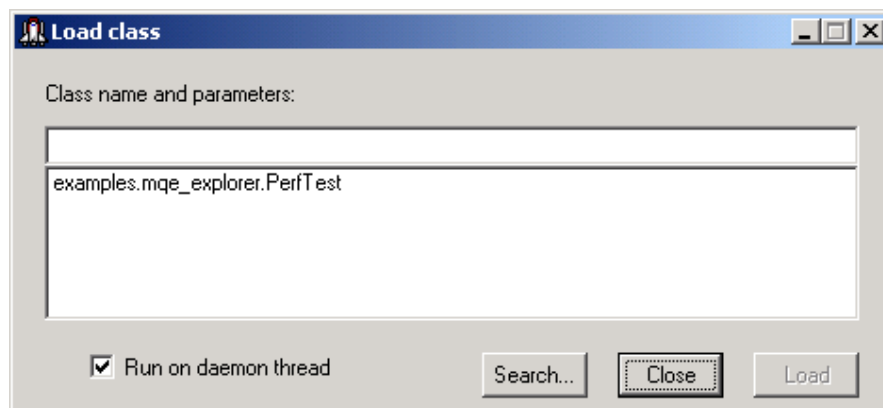 Load class
Class name and parameters:
examples.mqe_explorer.PerfTest
Run on daemon thread
Search...
Close
Load